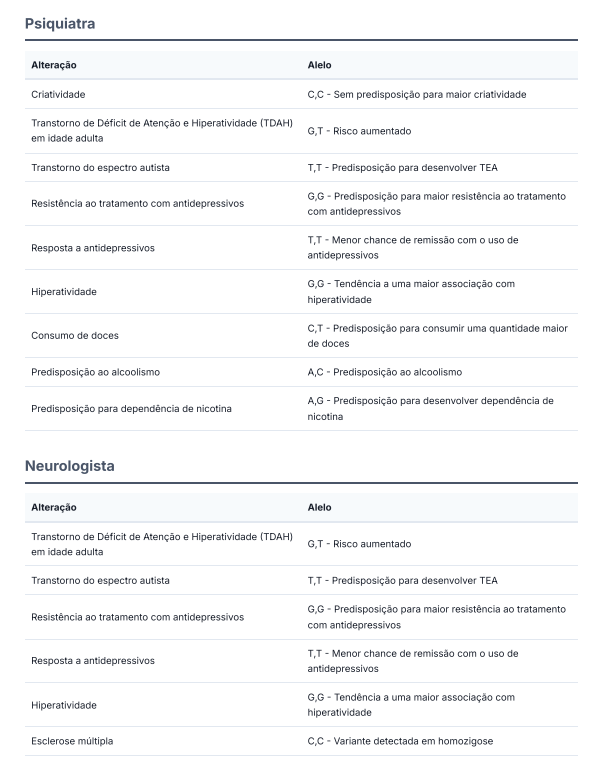 Psiquiatra
Alteração Alelo
Criatividade C,C - Sem predisposição para maior criatividade
Transtorno de Déficit de Atenção e Hiperatividade (TDAH)
em idade adulta
G,T - Risco aumentado
Transtorno do espectro autista T,T - Predisposição para desenvolver TEA
Resistência ao tratamento com antidepressivos
G,G - Predisposição para maior resistência ao tratamento
com antidepressivos
Resposta a antidepressivos
T,T - Menor chance de remissão com o uso de
antidepressivos
Hiperatividade
G,G - Tendência a uma maior associação com
hiperatividade
Consumo de doces
C,T - Predisposição para consumir uma quantidade maior
de doces
Predisposição ao alcoolismo A,C - Predisposição ao alcoolismo
Predisposição para dependência de nicotina
A,G - Predisposição para desenvolver dependência de
nicotina
Neurologista
Alteração Alelo
Transtorno de Déficit de Atenção e Hiperatividade (TDAH)
em idade adulta
G,T - Risco aumentado
Transtorno do espectro autista T,T - Predisposição para desenvolver TEA
Resistência ao tratamento com antidepressivos
G,G - Predisposição para maior resistência ao tratamento
com antidepressivos
Resposta a antidepressivos
T,T - Menor chance de remissão com o uso de
antidepressivos
Hiperatividade
G,G - Tendência a uma maior associação com
hiperatividade
Esclerose múltipla C,C - Variante detectada em homozigose